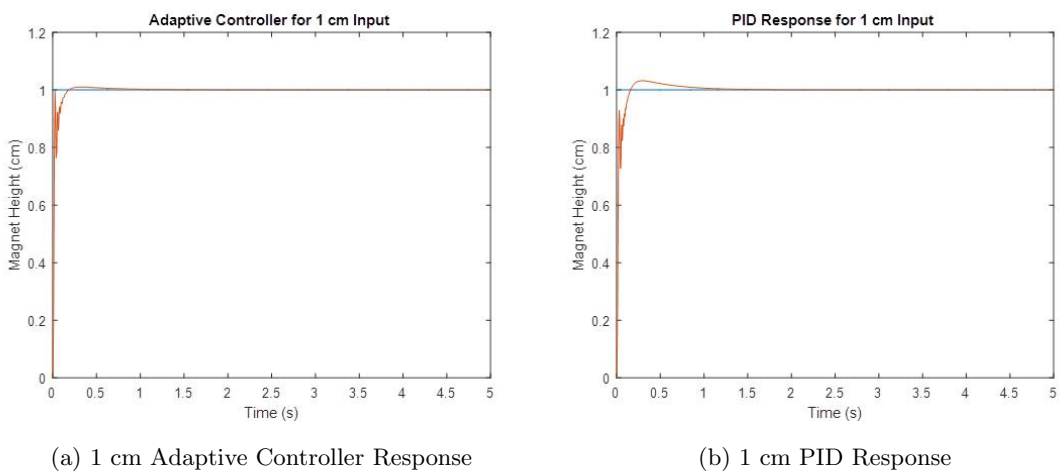 Adaptive Controller for 1 cm Input
1.2
1
0.8
0.6
0.4
0.2
0
Magnet Height (cm)
0 0.5 1 1.5 2 2.5 3 3.5 4 4.5 5
Time (s)
(a) 1 cm Adaptive Controller Response
PID Response for 1 cm Input
1.2
1
0.8
0.6
0.4
0.2
0
Magnet Height (cm)
0 0.5 1 1.5 2 2.5 3 3.5 4 4.5 5
Time (s)
(b) 1 cm PID Response